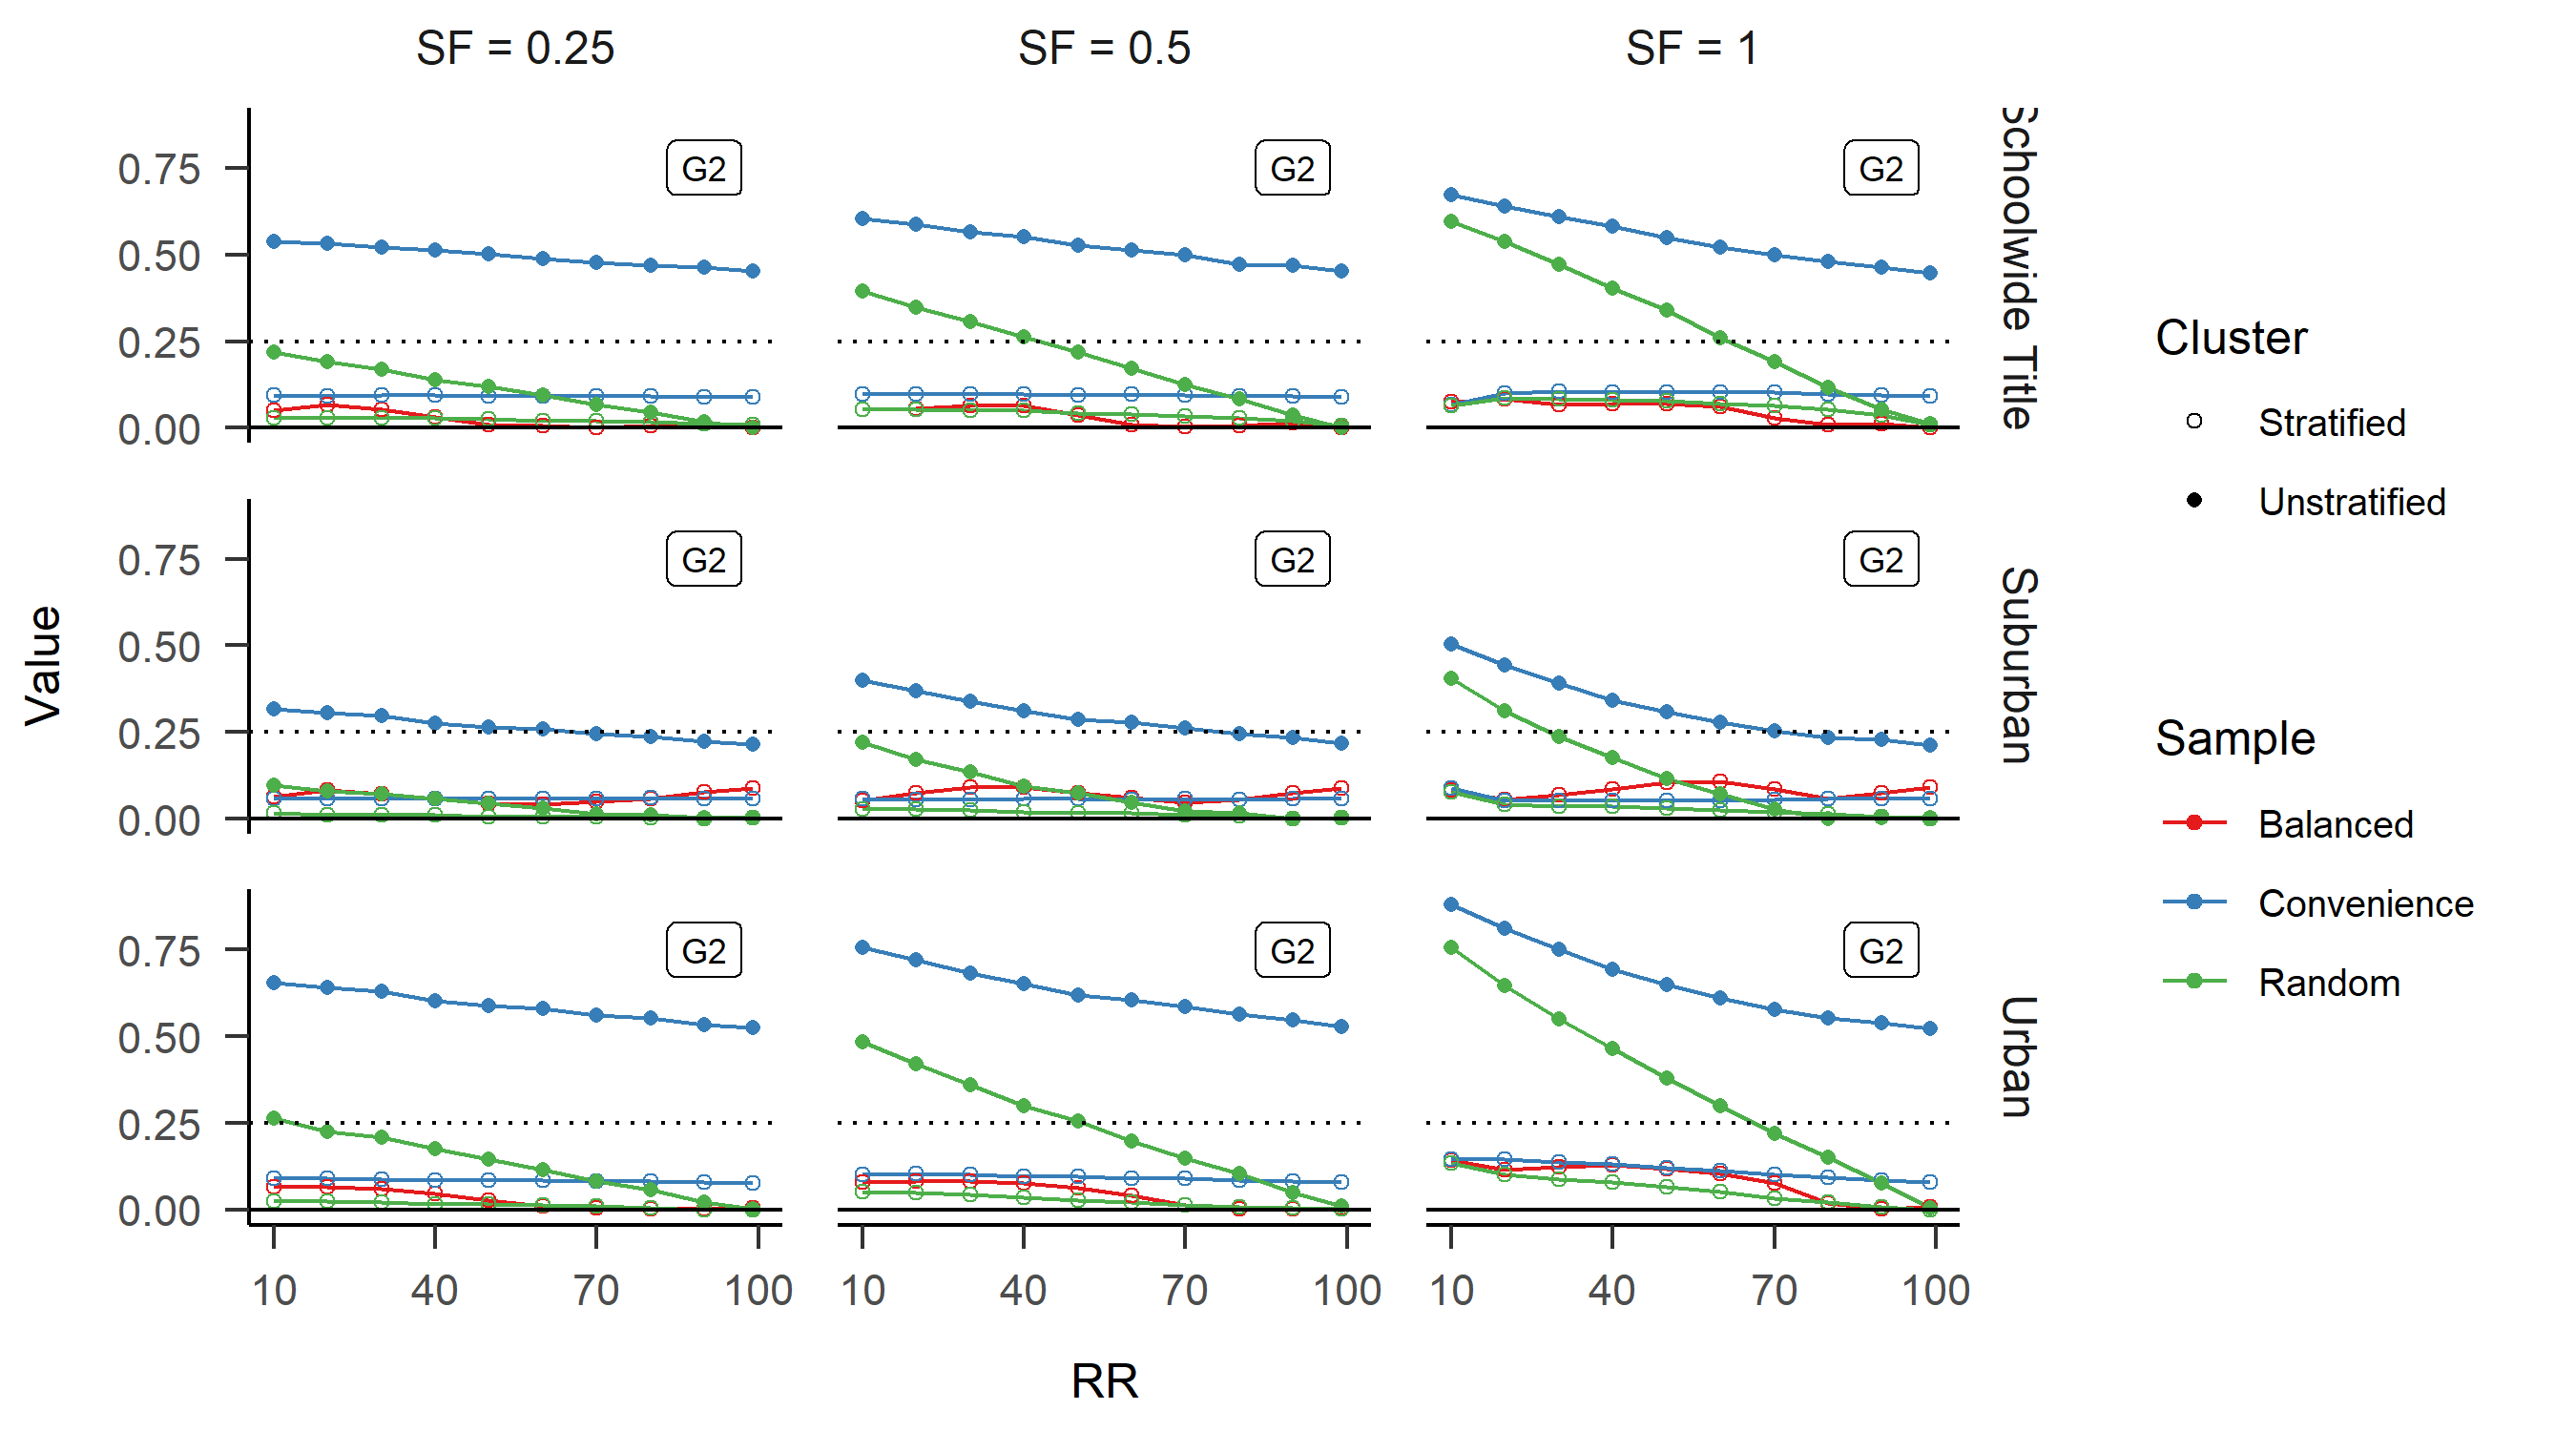 SF = 0.25 SF = 0.5 SF = 1
G2 G2 G2
0.75
0.50
0.25
0.00
Schoolwide Title
G2 G2 G2
0.75
0.50
0.25
0.00
Suburban
G2 G2 G2
0.75
0.50
0.25
0.00
Urban
10 40 70 100 10 40 70 100 10 40 70 100
RR
Value
Cluster
Stratified
Unstratified
Sample
Balanced
Convenience
Random